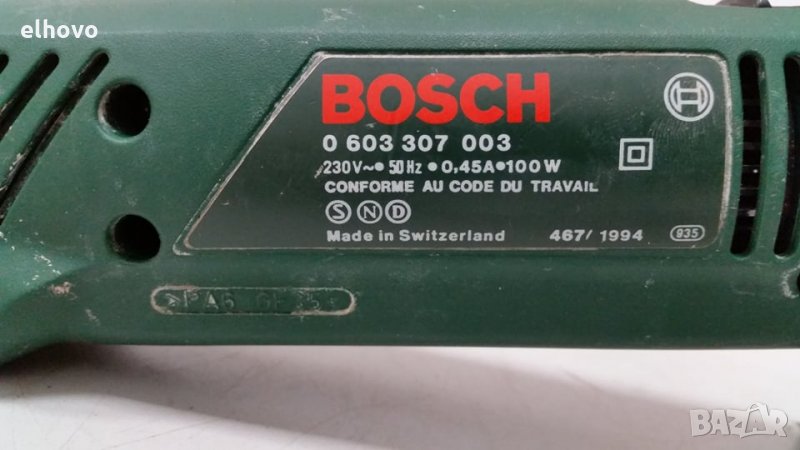 elhovo
BOSCH
0 603 307 003
230V~• 50Hz • 0,45A•100W
CONFORME AU CODE DU TRAVAIL
S N D
Made in Switzerland 467/ 1994 935
>PA6 GF35<
BAZAR